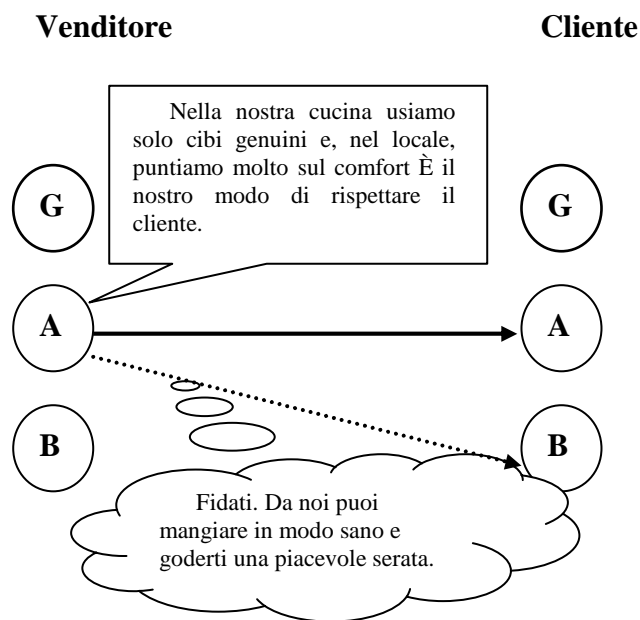 Venditore Cliente
Nella nostra cucina usiamo
solo cibi genuini e, nel locale,
puntiamo molto sul comfort È il
nostro modo di rispettare il
cliente.
G G
A A
B B
Fidati. Da noi puoi
mangiare in modo sano e
goderti una piacevole serata.